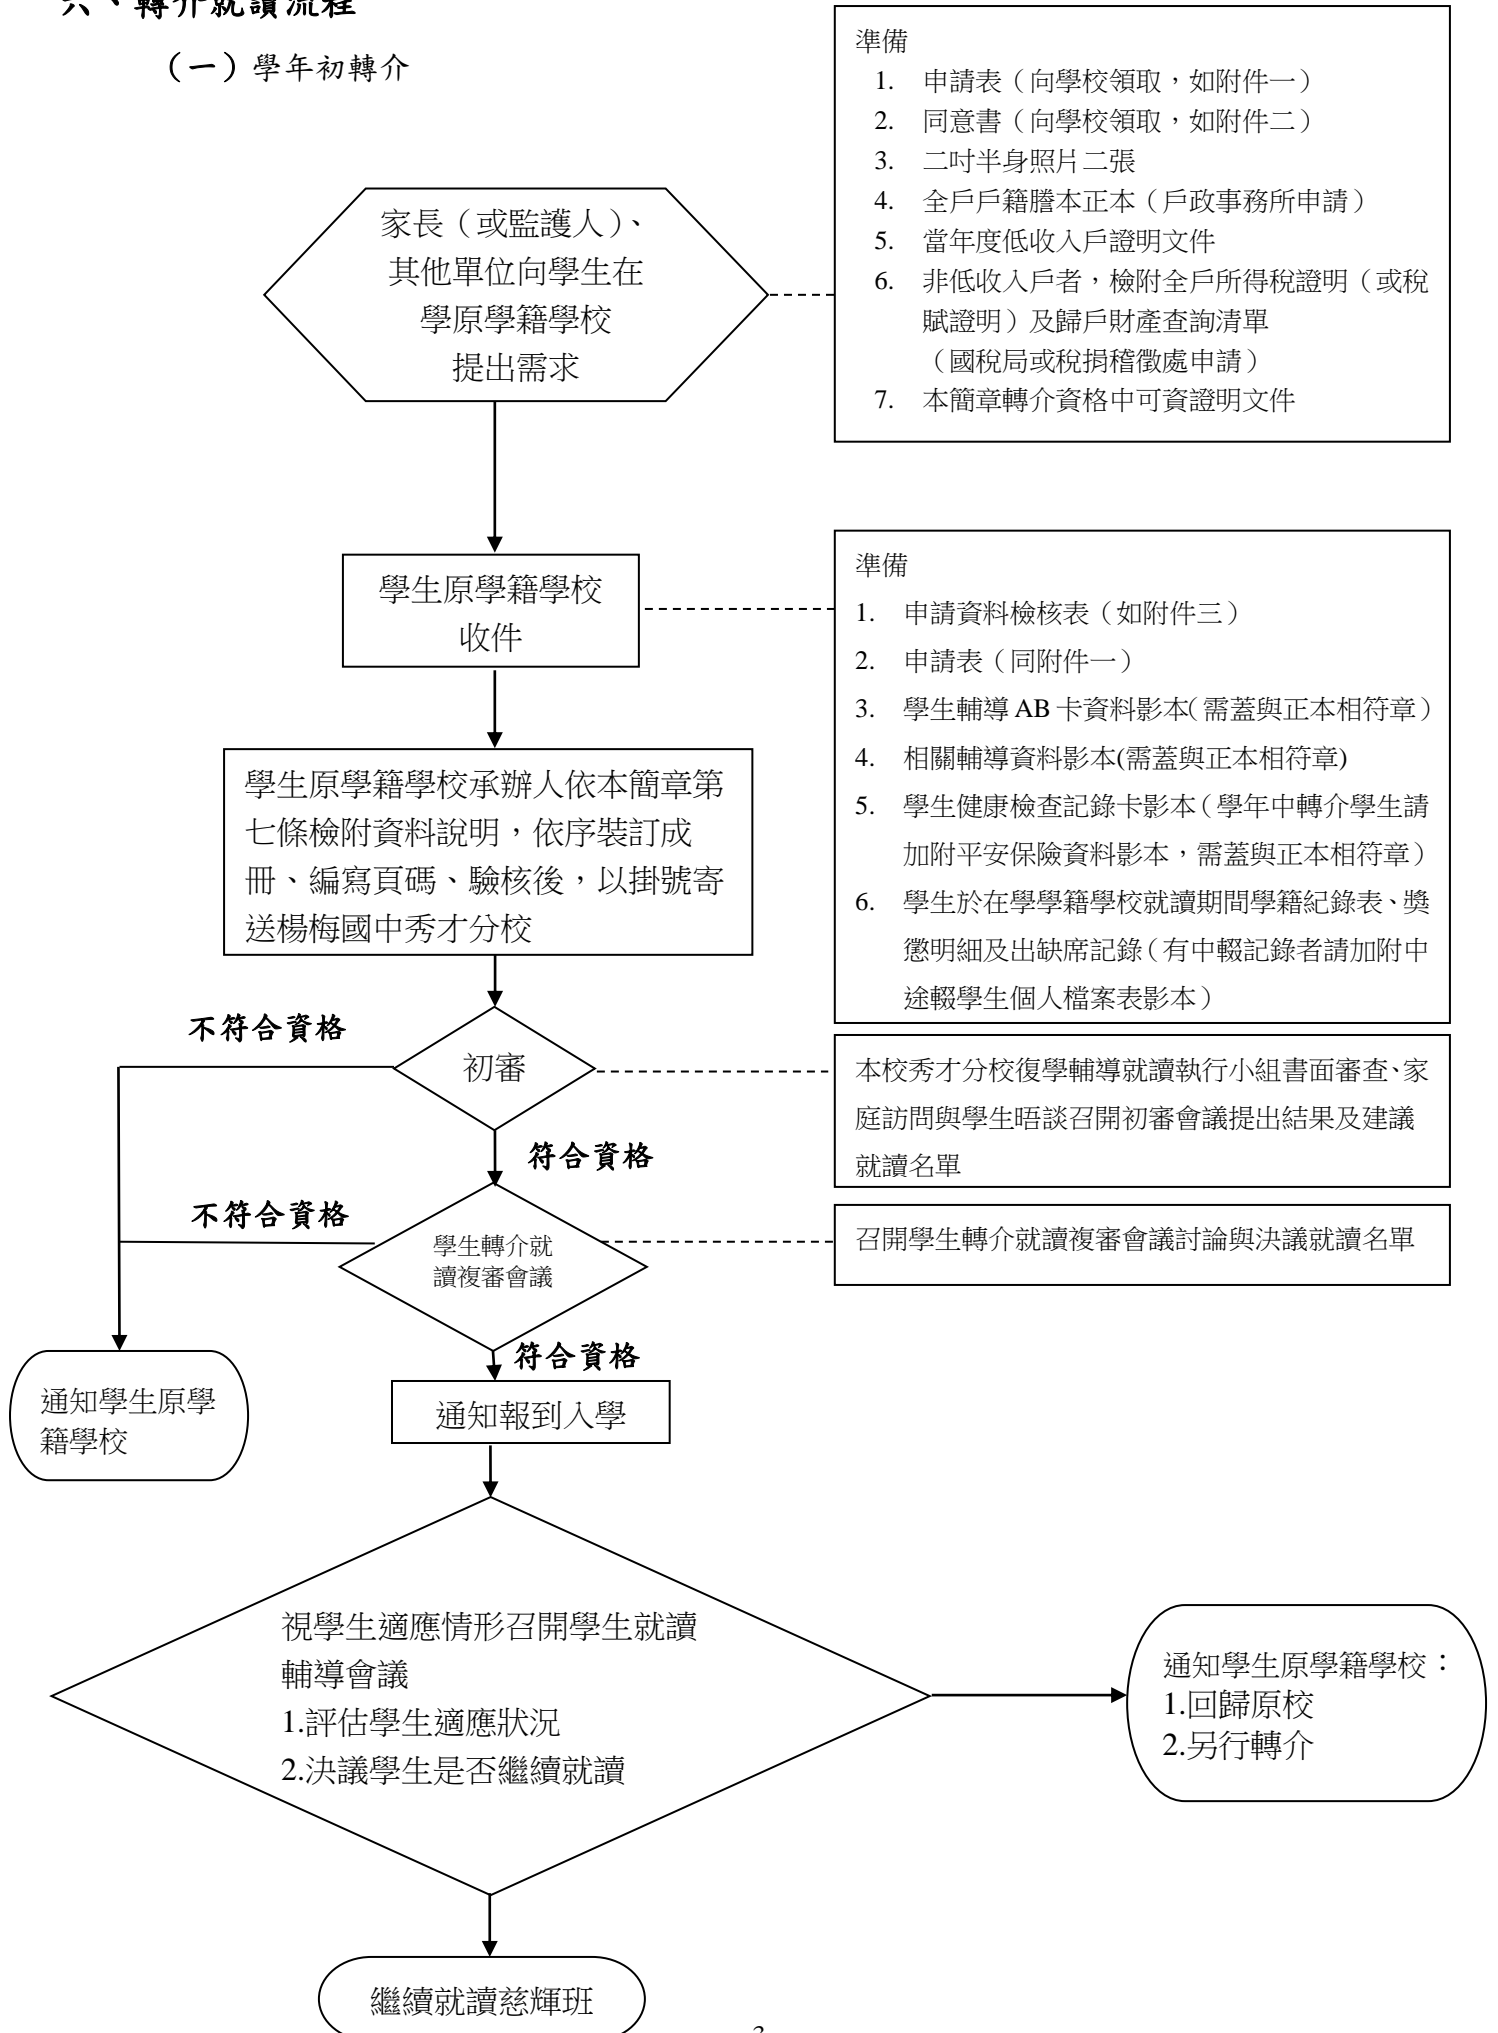 六、轉介就讀流程
（一）學年初轉介
準備
1. 申請表（向學校領取，如附件一）
2. 同意書（向學校領取，如附件二）
3. 二吋半身照片二張
4. 全戶戶籍謄本正本（戶政事務所申請）
5. 當年度低收入戶證明文件
6. 非低收入戶者，檢附全戶所得稅證明（或稅
賦證明）及歸戶財產查詢清單
（國稅局或稅捐稽徵處申請）
7. 本簡章轉介資格中可資證明文件
家長（或監護人）、
其他單位向學生在
學原學籍學校
提出需求
學生原學籍學校
收件
準備
1. 申請資料檢核表（如附件三）
2. 申請表（同附件一）
3. 學生輔導 AB 卡資料影本（需蓋與正本相符章）
4. 相關輔導資料影本(需蓋與正本相符章)
5. 學生健康檢查記錄卡影本（學年中轉介學生請
加附平安保險資料影本，需蓋與正本相符章）
6. 學生於在學學籍學校就讀期間學籍紀錄表、獎
懲明細及出缺席記錄（有中輟記錄者請加附中
途輟學生個人檔案表影本）
學生原學籍學校承辦人依本簡章第
七條檢附資料說明，依序裝訂成
冊、編寫頁碼、驗核後，以掛號寄
送楊梅國中秀才分校
不符合資格
初審
本校秀才分校復學輔導就讀執行小組書面審查、家
庭訪問與學生晤談召開初審會議提出結果及建議
就讀名單
符合資格
不符合資格
學生轉介就
讀複審會議
召開學生轉介就讀複審會議討論與決議就讀名單
符合資格
通知學生原學
籍學校
通知報到入學
視學生適應情形召開學生就讀
輔導會議
1.評估學生適應狀況
2.決議學生是否繼續就讀
通知學生原學籍學校：
1.回歸原校
2.另行轉介
繼續就讀慈輝班
3